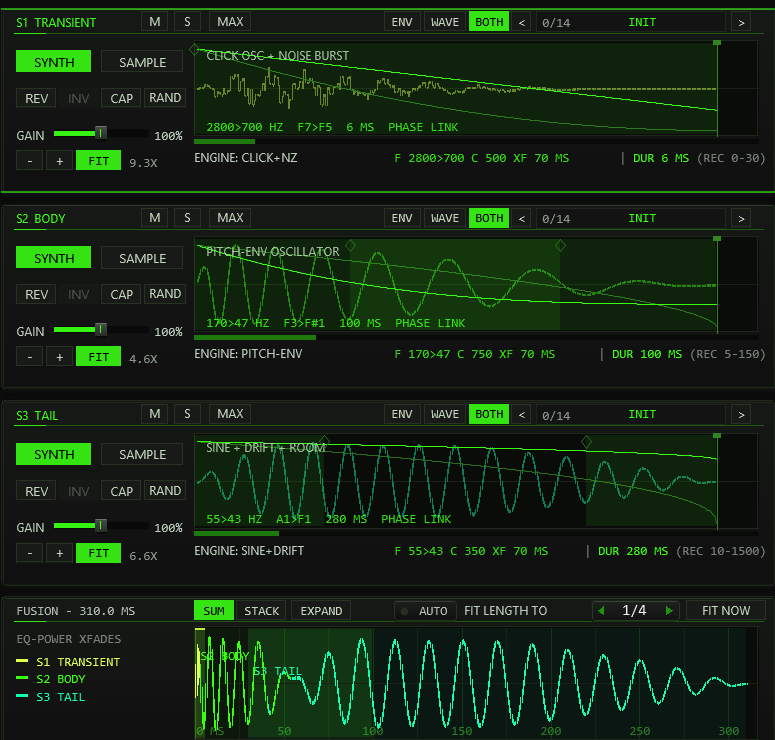 S1 TRANSIENT M S MAX ENV WAVE BOTH < 0/14 INIT >
SYNTH SAMPLE
CLICK OSC + NOISE BURST
REV INV CAP RAND
GAIN 100%
2800>700 HZ F7>F5 6 MS PHASE LINK
- + FIT 9.3X
ENGINE: CLICK+NZ F 2800>700 C 500 XF 70 MS | DUR 6 MS (REC 0-30)
S2 BODY M S MAX ENV WAVE BOTH < 0/14 INIT >
SYNTH SAMPLE
PITCH-ENV OSCILLATOR
REV INV CAP RAND
GAIN 100%
170>47 HZ F3>F#1 100 MS PHASE LINK
- + FIT 4.6X
ENGINE: PITCH-ENV F 170>47 C 750 XF 70 MS | DUR 100 MS (REC 5-150)
S3 TAIL M S MAX ENV WAVE BOTH < 0/14 INIT >
SYNTH SAMPLE
SINE + DRIFT + ROOM
REV INV CAP RAND
GAIN 100%
55>43 HZ A1>F1 280 MS PHASE LINK
- + FIT 6.6X
ENGINE: SINE+DRIFT F 55>43 C 350 XF 70 MS | DUR 280 MS (REC 10-1500)
FUSION - 310.0 MS SUM STACK EXPAND AUTO FIT LENGTH TO 1/4 FIT NOW
EQ-POWER XFADES
S1 TRANSIENT
S2 BODY
S3 TAIL
S2 BODY
S3 TAIL
0 MS 50 100 150 200 250 300